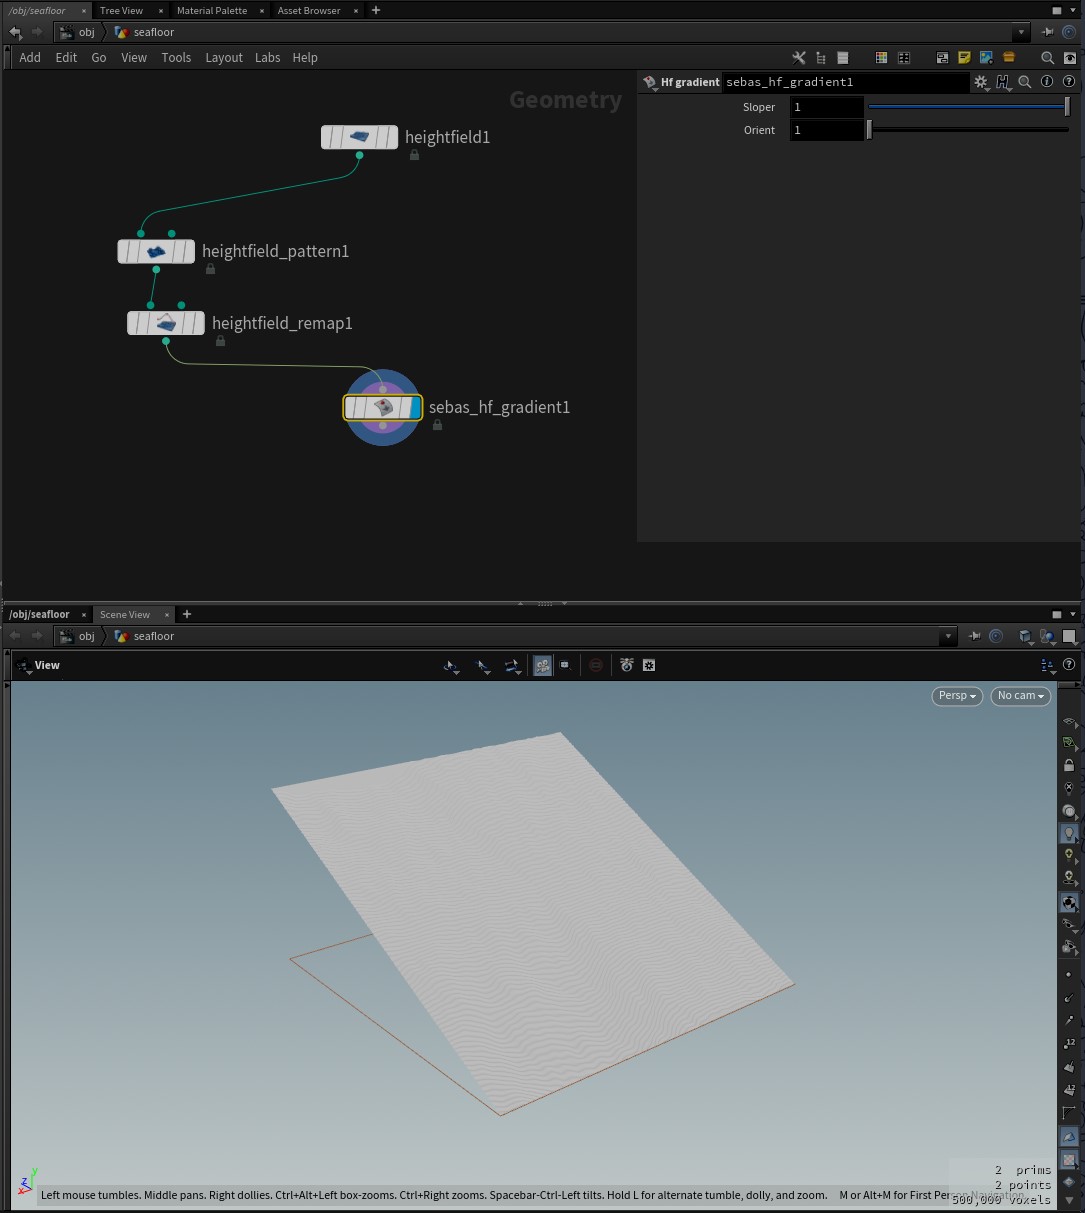 /obj/seafloor × Tree View × Material Palette × Asset Browser × +
obj seafloor
Add Edit Go View Tools Layout Labs Help
Geometry
Hf gradient sebas_hf_gradient1
Sloper 1
Orient 1
heightfield1
heightfield_pattern1
heightfield_remap1
sebas_hf_gradient1
/obj/seafloor × Scene View × +
obj seafloor
View
Persp No cam
12
12
y
z
x
2 prims
2 points
500,000 voxels
Left mouse tumbles. Middle pans. Right dollies. Ctrl+Alt+Left box-zooms. Ctrl+Right zooms. Spacebar-Ctrl-Left tilts. Hold L for alternate tumble, dolly, and zoom. M or Alt+M for First Person Navigation.